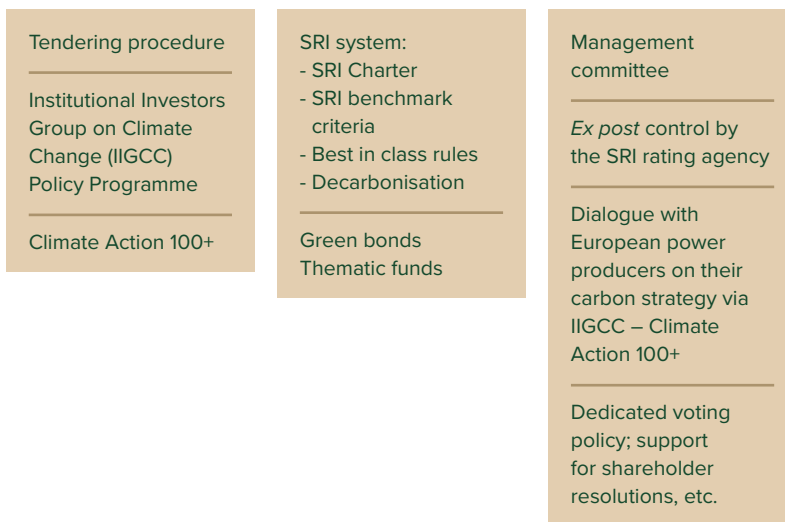 Tendering procedure
Institutional Investors
Group on Climate
Change (IIGCC)
Policy Programme
Climate Action 100+
SRI system:
- SRI Charter
- SRI benchmark
criteria
- Best in class rules
- Decarbonisation
Green bonds
Thematic funds
Management
committee
Ex post control by
the SRI rating agency
Dialogue with
European power
producers on their
carbon strategy via
IIGCC – Climate
Action 100+
Dedicated voting
policy; support
for shareholder
resolutions, etc.